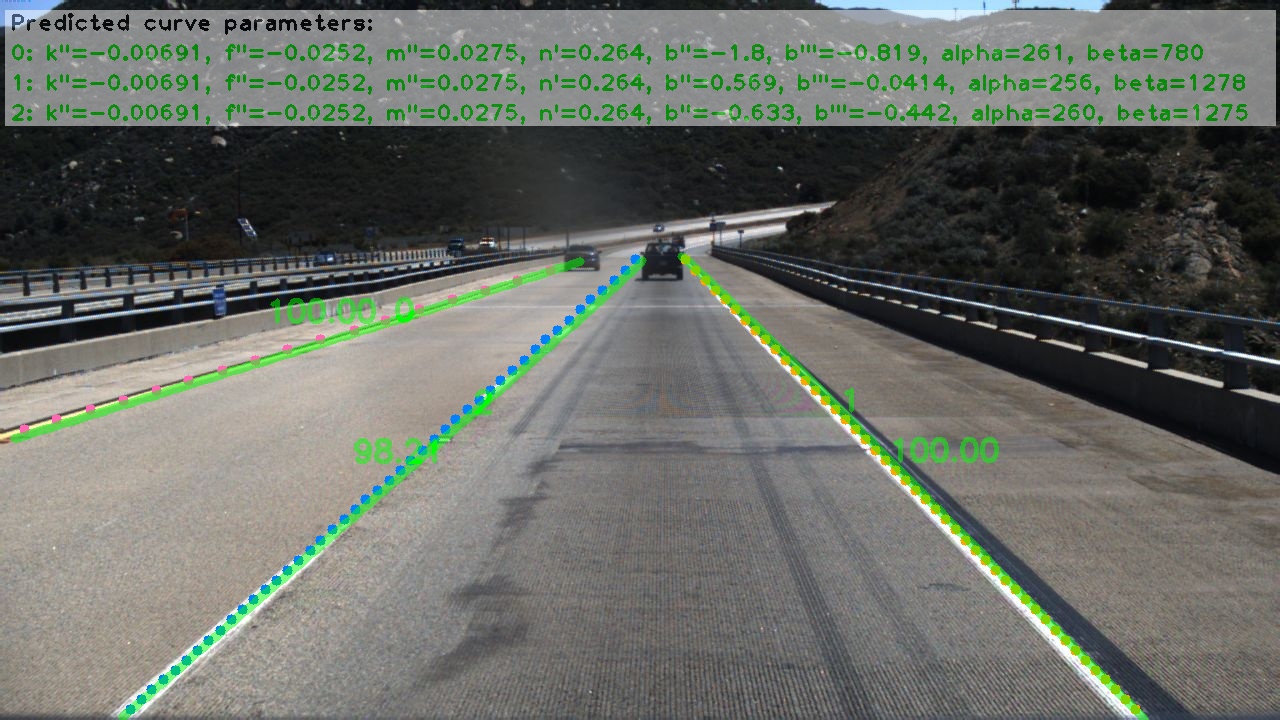 Predicted curve parameters:
0: k''=-0.00691, f''=-0.0252, m''=0.0275, n'=0.264, b''=-1.8, b'''=-0.819, alpha=261, beta=780
1: k''=-0.00691, f''=-0.0252, m''=0.0275, n'=0.264, b''=0.569, b'''=-0.0414, alpha=256, beta=1278
2: k''=-0.00691, f''=-0.0252, m''=0.0275, n'=0.264, b''=-0.633, b'''=-0.442, alpha=260, beta=1275
100.00 0
1
100.00